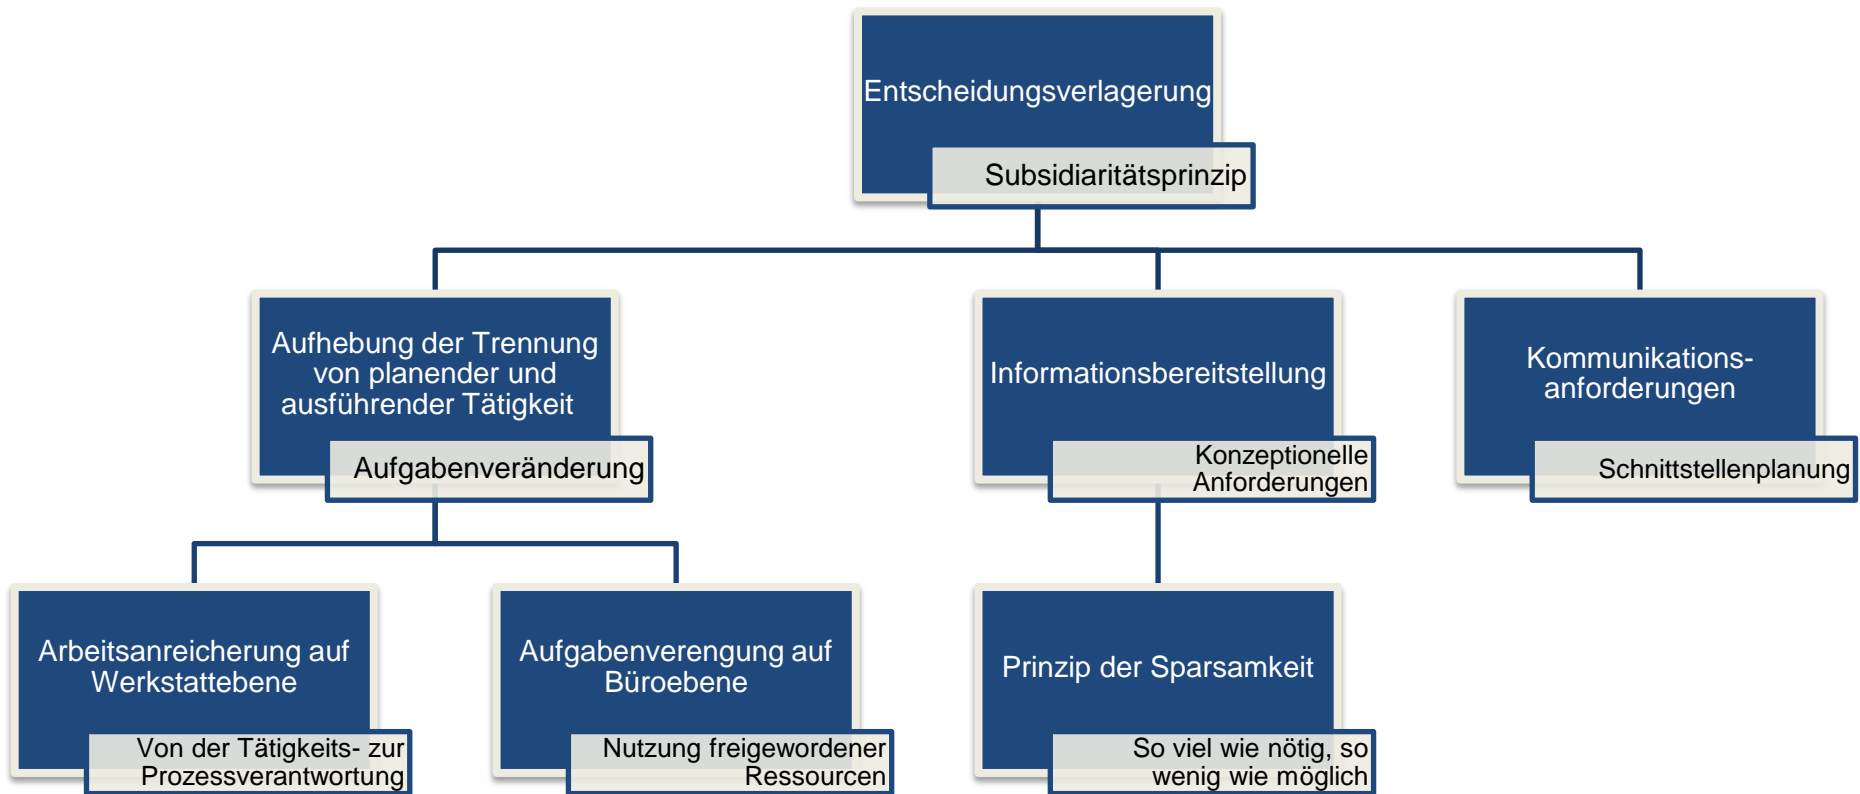 Entscheidungsverlagerung
Subsidiaritätsprinzip
Aufhebung der Trennung
von planender und
ausführender Tätigkeit
Aufgabenveränderung
Informationsbereitstellung
Konzeptionelle
Anforderungen
Kommunikations-
anforderungen
Schnittstellenplanung
Arbeitsanreicherung auf
Werkstattebene
Von der Tätigkeits- zur
Prozessverantwortung
Aufgabenverengung auf
Büroebene
Nutzung freigewordener
Ressourcen
Prinzip der Sparsamkeit
So viel wie nötig, so
wenig wie möglich